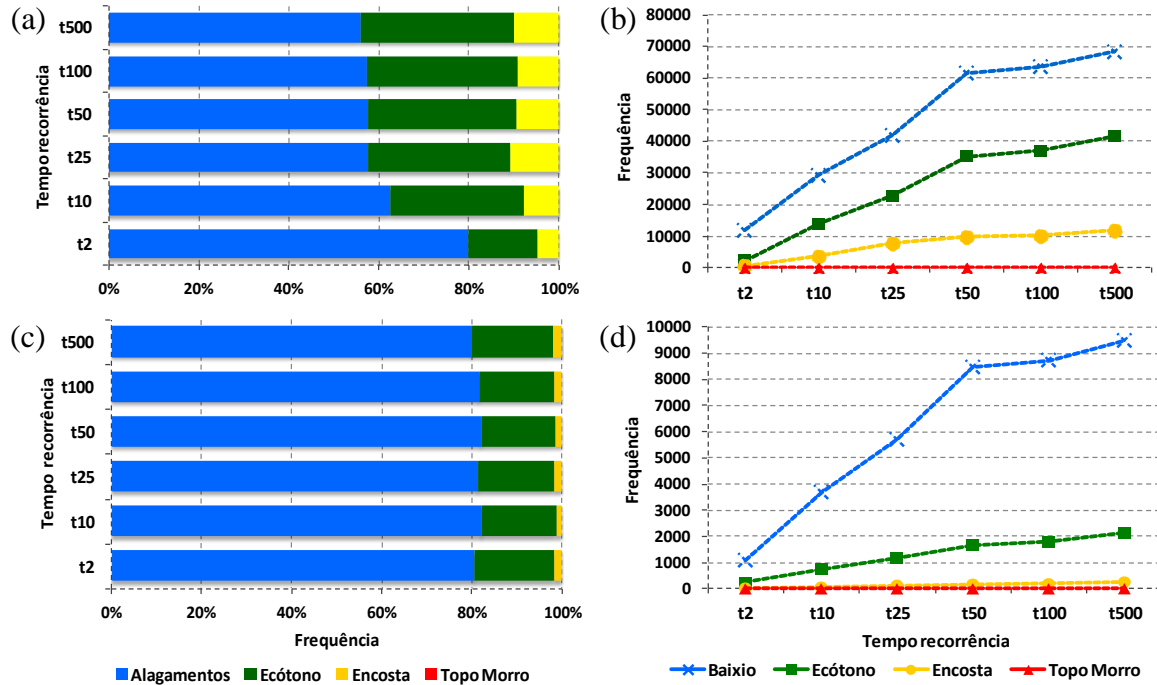 (a)
Tempo recorrência
t500
t100
t50
t25
t10
t2
0% 20% 40% 60% 80% 100%
(b)
Frequência
80000
70000
60000
50000
40000
30000
20000
10000
0
t2 t10 t25 t50 t100 t500
(c)
Tempo recorrência
t500
t100
t50
t25
t10
t2
0% 20% 40% 60% 80% 100%
Frequência
Alagamentos Ecótono Encosta Topo Morro
(d)
Frequência
10000
9000
8000
7000
6000
5000
4000
3000
2000
1000
0
t2 t10 t25 t50 t100 t500
Tempo recorrência
Baixio Ecótono Encosta Topo Morro